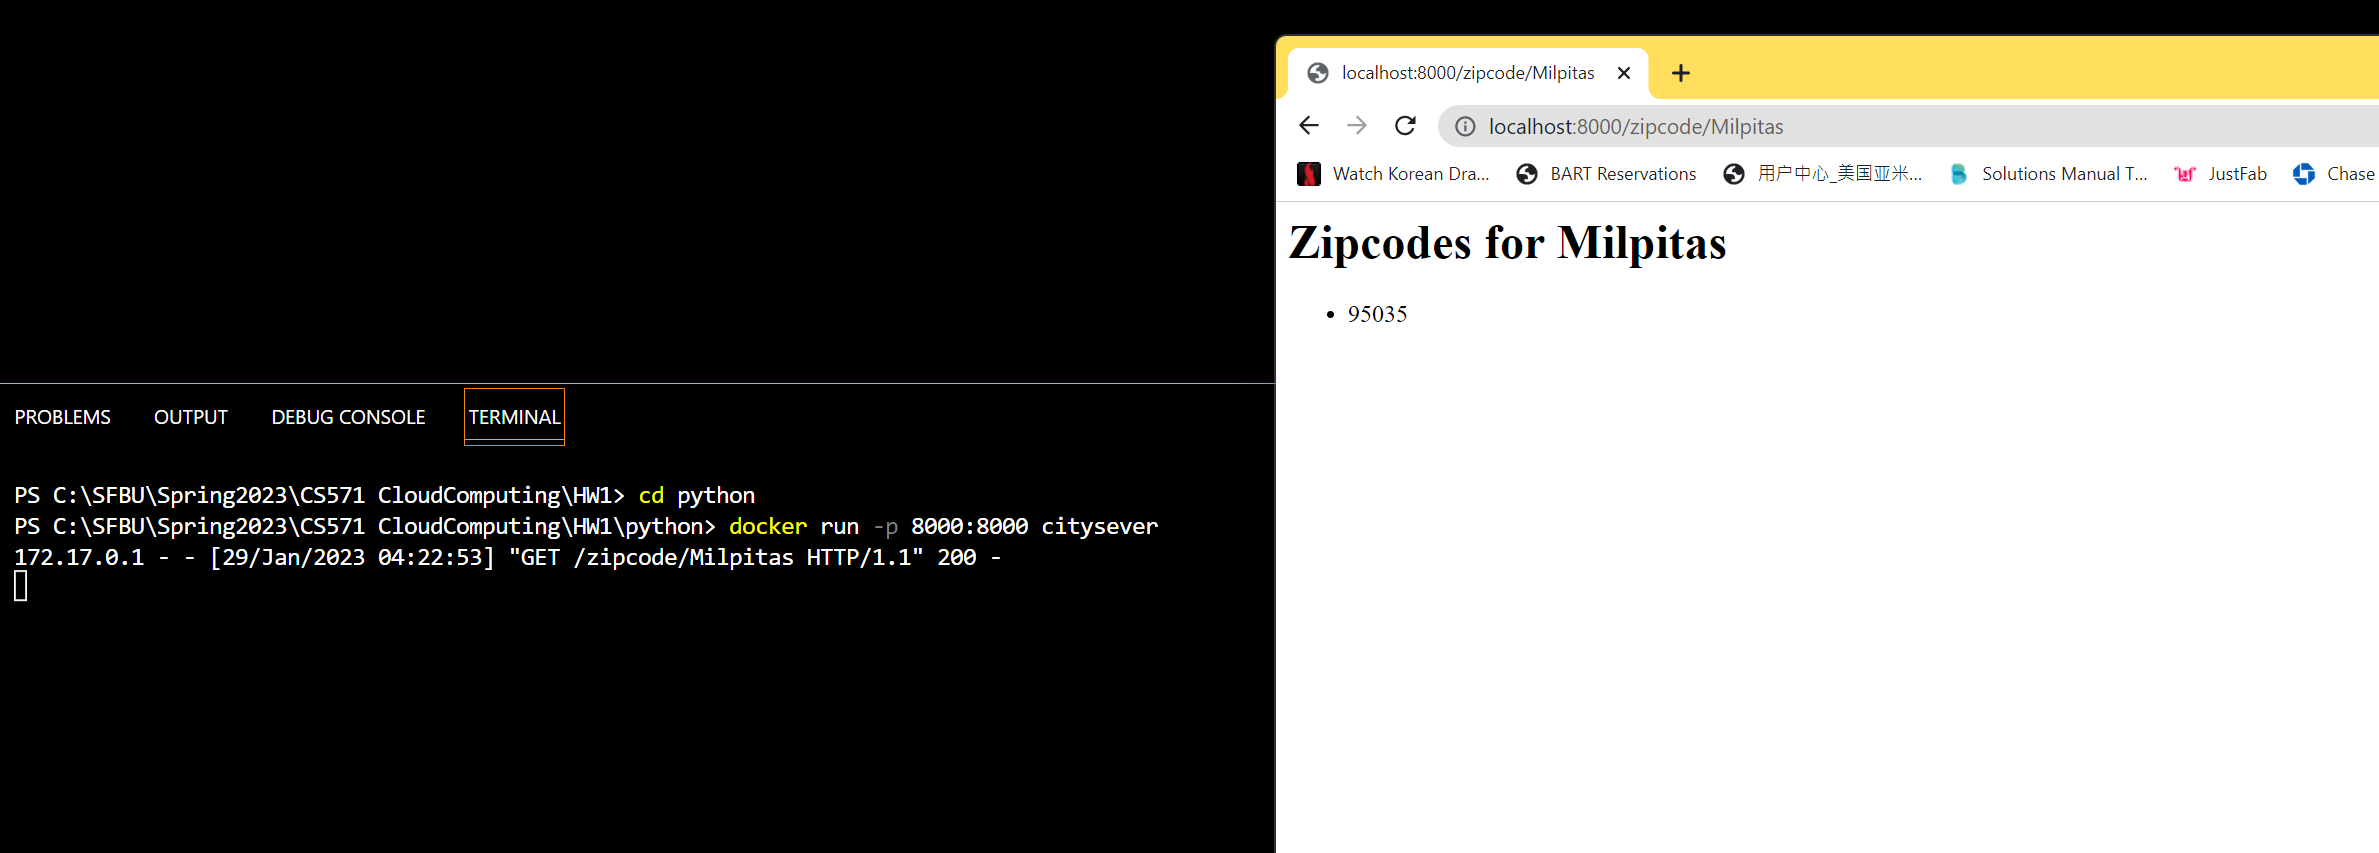 PROBLEMS OUTPUT DEBUG CONSOLE TERMINAL
PS C:\SFBU\Spring2023\CS571 CloudComputing\HW1> cd python
PS C:\SFBU\Spring2023\CS571 CloudComputing\HW1\python> docker run -p 8000:8000 citysever
172.17.0.1 - - [29/Jan/2023 04:22:53] "GET /zipcode/Milpitas HTTP/1.1" 200 -
localhost:8000/zipcode/Milpitas
localhost:8000/zipcode/Milpitas
Watch Korean Dra... BART Reservations 用户中心_美国亚米... Solutions Manual T... JustFab Chase
Zipcodes for Milpitas
• 95035